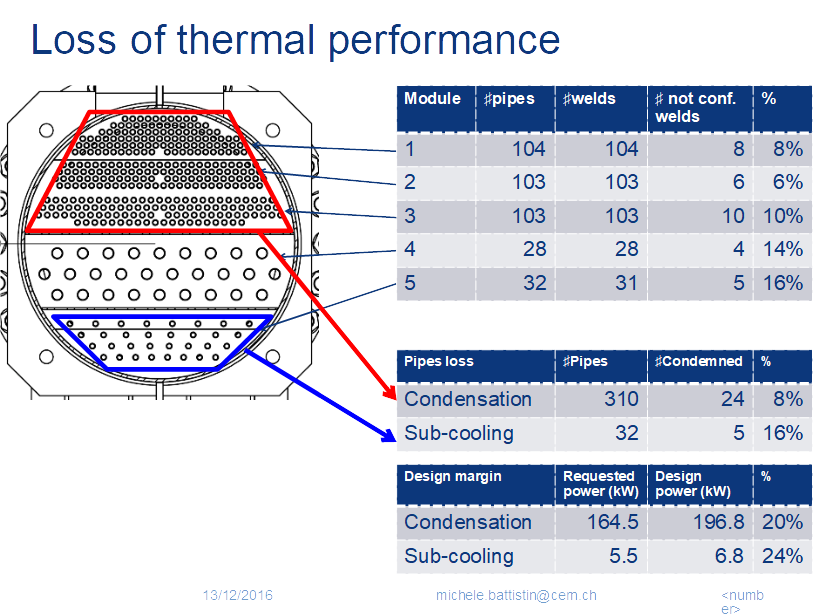 Loss of thermal performance
Module ♯pipes ♯welds ♯ not conf. welds %
1 104 104 8 8%
2 103 103 6 6%
3 103 103 10 10%
4 28 28 4 14%
5 32 31 5 16%
Pipes loss ♯Pipes ♯Condemned %
Condensation 310 24 8%
Sub-cooling 32 5 16%
Design margin Requested power (kW) Design power (kW) %
Condensation 164.5 196.8 20%
Sub-cooling 5.5 6.8 24%
13/12/2016 michele.battistin@cern.ch <numb
er>